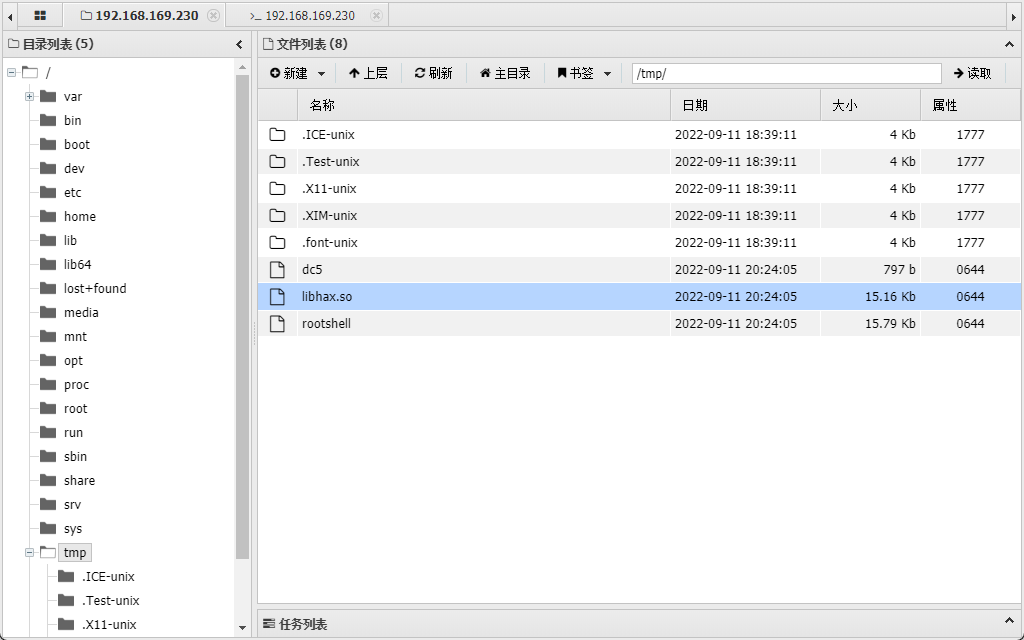 192.168.169.230
>_ 192.168.169.230
目录列表 (5)
/
var
bin
boot
dev
etc
home
lib
lib64
lost+found
media
mnt
opt
proc
root
run
sbin
share
srv
sys
tmp
.ICE-unix
.Test-unix
.X11-unix
文件列表 (8)
新建 上层 刷新 主目录 书签 /tmp/ 读取
名称 日期 大小 属性
.ICE-unix 2022-09-11 18:39:11 4 Kb 1777
.Test-unix 2022-09-11 18:39:11 4 Kb 1777
.X11-unix 2022-09-11 18:39:11 4 Kb 1777
.XIM-unix 2022-09-11 18:39:11 4 Kb 1777
.font-unix 2022-09-11 18:39:11 4 Kb 1777
dc5 2022-09-11 20:24:05 797 b 0644
libhax.so 2022-09-11 20:24:05 15.16 Kb 0644
rootshell 2022-09-11 20:24:05 15.79 Kb 0644
任务列表